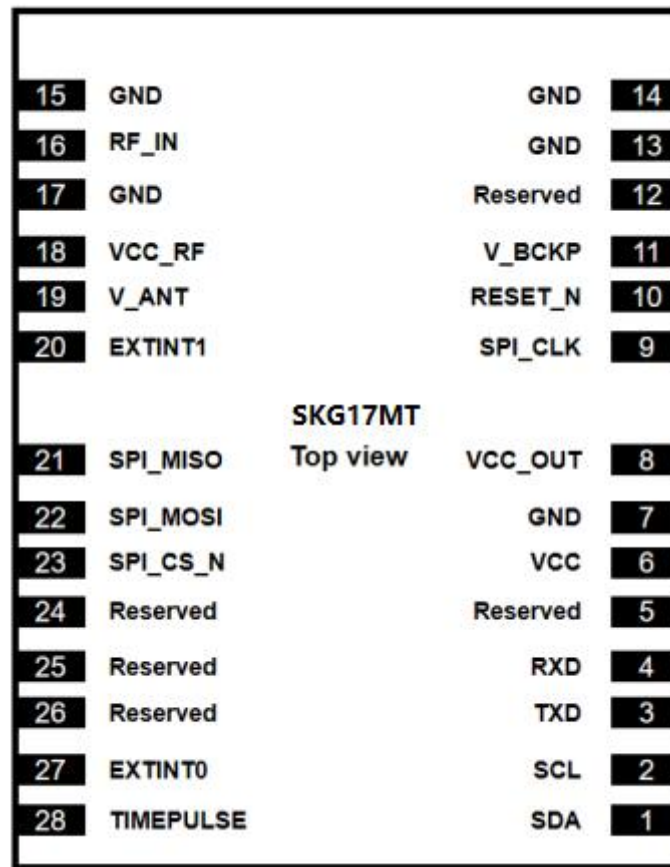 15 GND GND 14
16 RF_IN GND 13
17 GND Reserved 12
18 VCC_RF V_BCKP 11
19 V_ANT RESET_N 10
20 EXTINT1 SPI_CLK 9
SKG17MT
21 SPI_MISO Top view VCC_OUT 8
22 SPI_MOSI GND 7
23 SPI_CS_N VCC 6
24 Reserved Reserved 5
25 Reserved RXD 4
26 Reserved TXD 3
27 EXTINT0 SCL 2
28 TIMEPULSE SDA 1